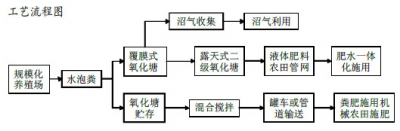 工艺流程图
沼气收集
沼气利用
覆膜式
氧化塘
露天式二
级氧化塘
液体肥料
农田管网
肥水一体
化施用
规模化
养殖场
水泡粪
氧化塘
贮存
混合搅拌
罐车或管
道输送
粪肥施用机
械农田施肥